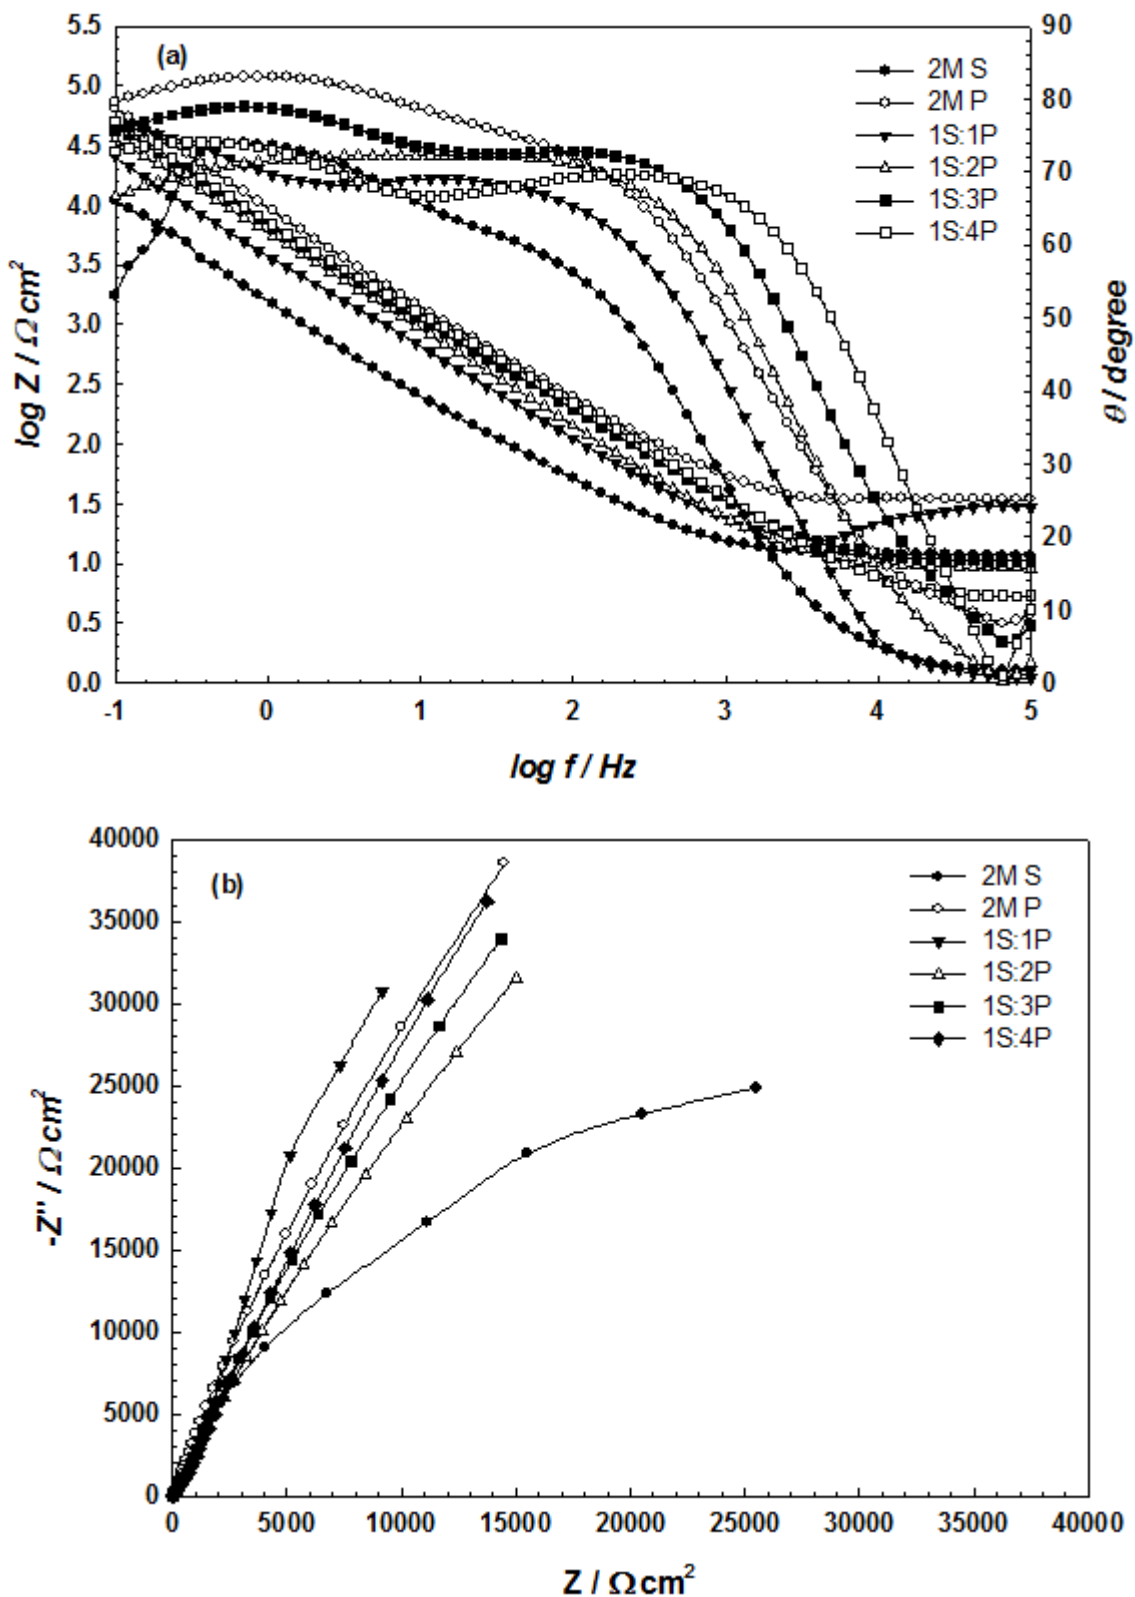 (a)
5.5
5.0
4.5
4.0
3.5
3.0
2.5
2.0
1.5
1.0
0.5
0.0
log Z / Ω cm²
90
80
70
60
50
40
30
20
10
0
θ / degree
2M S
2M P
1S:1P
1S:2P
1S:3P
1S:4P
-1 0 1 2 3 4 5
log f / Hz
(b)
40000
35000
30000
25000
20000
15000
10000
5000
0
-Z'' / Ω cm²
2M S
2M P
1S:1P
1S:2P
1S:3P
1S:4P
0 5000 10000 15000 20000 25000 30000 35000 40000
Z / Ω cm²